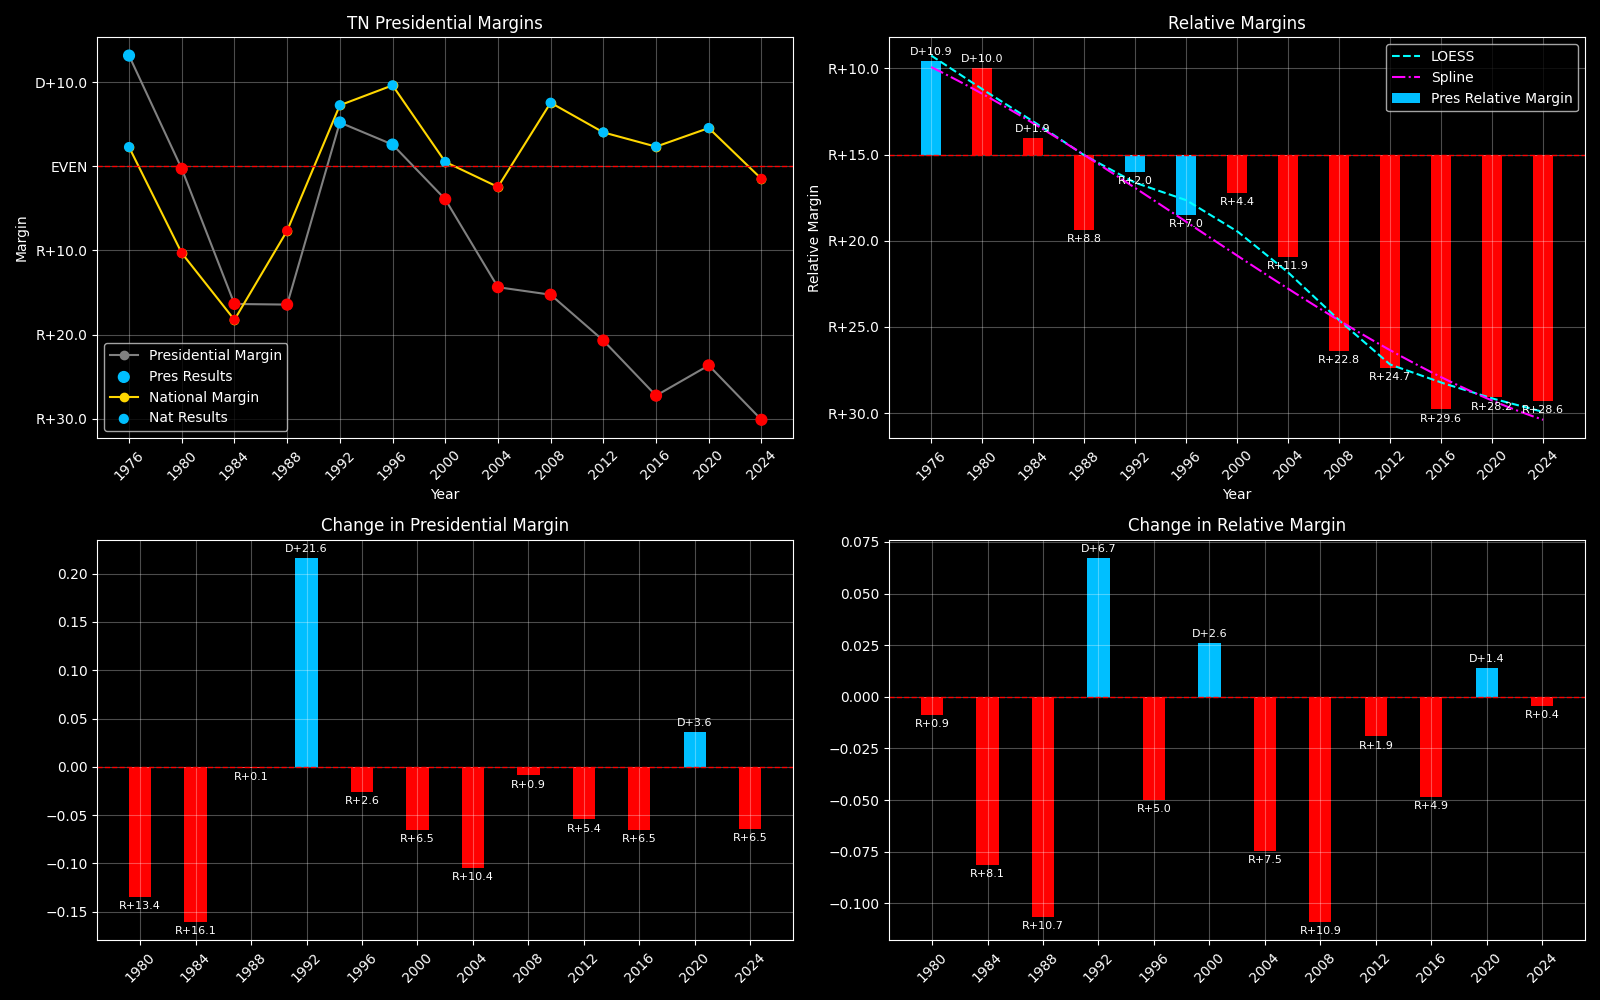 TN Presidential Margins
D+10.0
EVEN
R+10.0
R+20.0
R+30.0
Margin
Presidential Margin
Pres Results
National Margin
Nat Results
1976 1980 1984 1988 1992 1996 2000 2004 2008 2012 2016 2020 2024
Year
Relative Margins
R+10.0
R+15.0
R+20.0
R+25.0
R+30.0
Relative Margin
LOESS
Spline
Pres Relative Margin
D+10.9
D+10.0
D+1.9
R+8.8
R+2.0
R+7.0
R+4.4
R+11.9
R+22.8
R+24.7
R+29.6
R+28.2
R+28.6
1976 1980 1984 1988 1992 1996 2000 2004 2008 2012 2016 2020 2024
Year
Change in Presidential Margin
0.20
0.15
0.10
0.05
0.00
−0.05
−0.10
−0.15
R+13.4
R+16.1
R+0.1
D+21.6
R+2.6
R+6.5
R+10.4
R+0.9
R+5.4
R+6.5
D+3.6
R+6.5
1980 1984 1988 1992 1996 2000 2004 2008 2012 2016 2020 2024
Change in Relative Margin
0.075
0.050
0.025
0.000
−0.025
−0.050
−0.075
−0.100
R+0.9
R+8.1
R+10.7
D+6.7
R+5.0
D+2.6
R+7.5
R+10.9
R+1.9
R+4.9
D+1.4
R+0.4
1980 1984 1988 1992 1996 2000 2004 2008 2012 2016 2020 2024